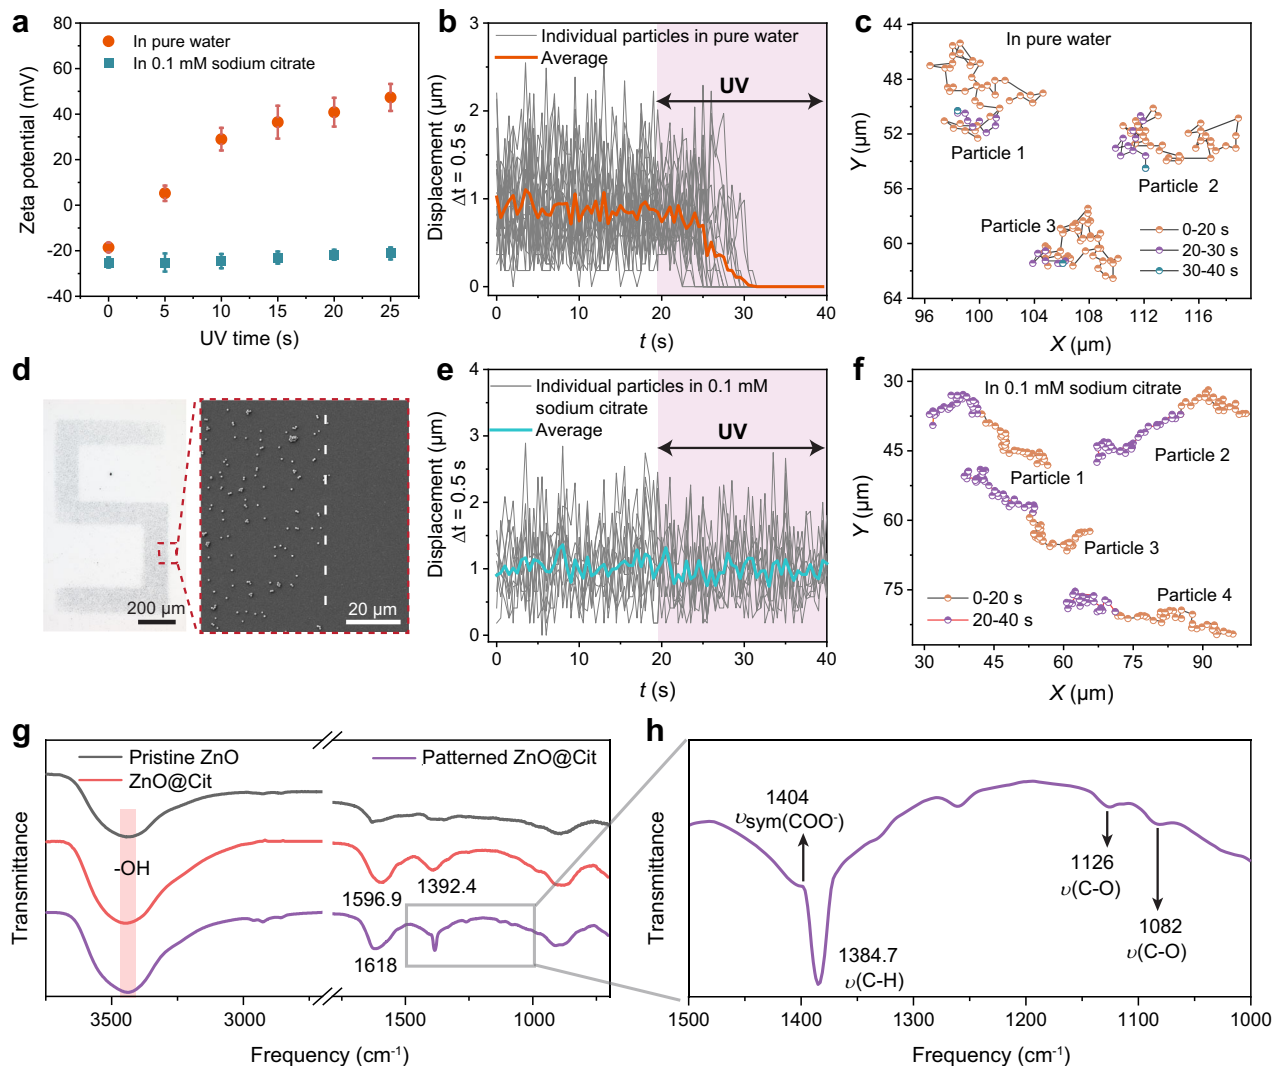 a
80
60
40
20
0
-20
-40
Zeta potential (mV)
In pure water
In 0.1 mM sodium citrate
0 5 10 15 20 25
UV time (s)
b
3
2
1
0
Displacement (μm)
Δt = 0.5 s
Individual particles in pure water
Average
UV
0 10 20 30 40
t (s)
c
44
48
52
56
60
64
Y (μm)
In pure water
Particle 1
Particle 2
Particle 3
0-20 s
20-30 s
30-40 s
96 100 104 108 112 116
X (μm)
d
200 μm
20 μm
e
4
3
2
1
0
Displacement (μm)
Δt = 0.5 s
Individual particles in 0.1 mM
sodium citrate
Average
UV
0 10 20 30 40
t (s)
f
30
45
60
75
Y (μm)
In 0.1 mM sodium citrate
Particle 1
Particle 2
Particle 3
Particle 4
0-20 s
20-40 s
30 45 60 75 90
X (μm)
g
Transmittance
Pristine ZnO
ZnO@Cit
Patterned ZnO@Cit
-OH
1596.9
1392.4
1618
3500 3000 1500 1000
Frequency (cm-1)
h
Transmittance
1404
υsym(COO-)
1384.7
υ(C-H)
1126
υ(C-O)
1082
υ(C-O)
1500 1400 1300 1200 1100 1000
Frequency (cm-1)